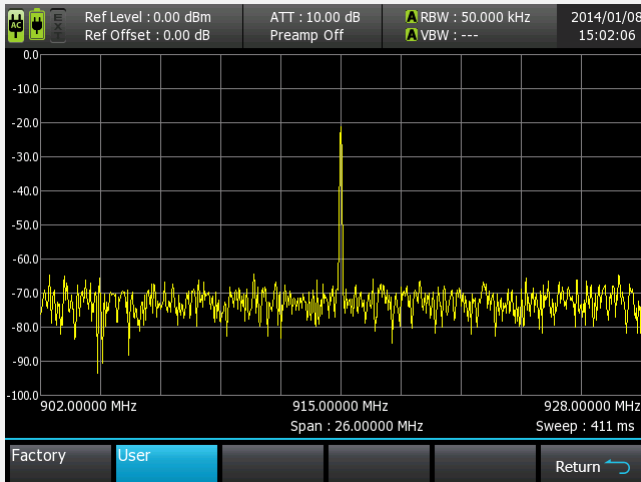 AC EXT Ref Level : 0.00 dBm ATT : 10.00 dB A RBW : 50.000 kHz 2014/01/08
Ref Offset : 0.00 dB Preamp Off A VBW : --- 15:02:06
0.0
-10.0
-20.0
-30.0
-40.0
-50.0
-60.0
-70.0
-80.0
-90.0
-100.0
902.00000 MHz 915.00000 MHz 928.00000 MHz
Span : 26.00000 MHz Sweep : 411 ms
Factory User Return